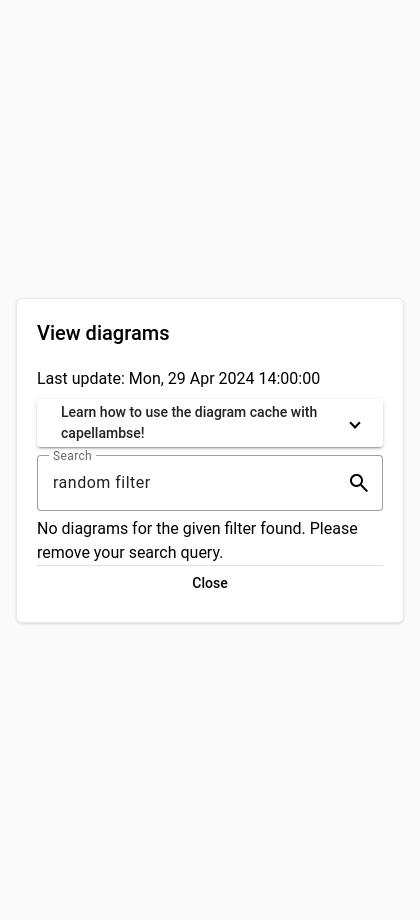 View diagrams
Last update: Mon, 29 Apr 2024 14:00:00
Learn how to use the diagram cache with
capellambse!
Search
random filter
No diagrams for the given filter found. Please
remove your search query.
Close